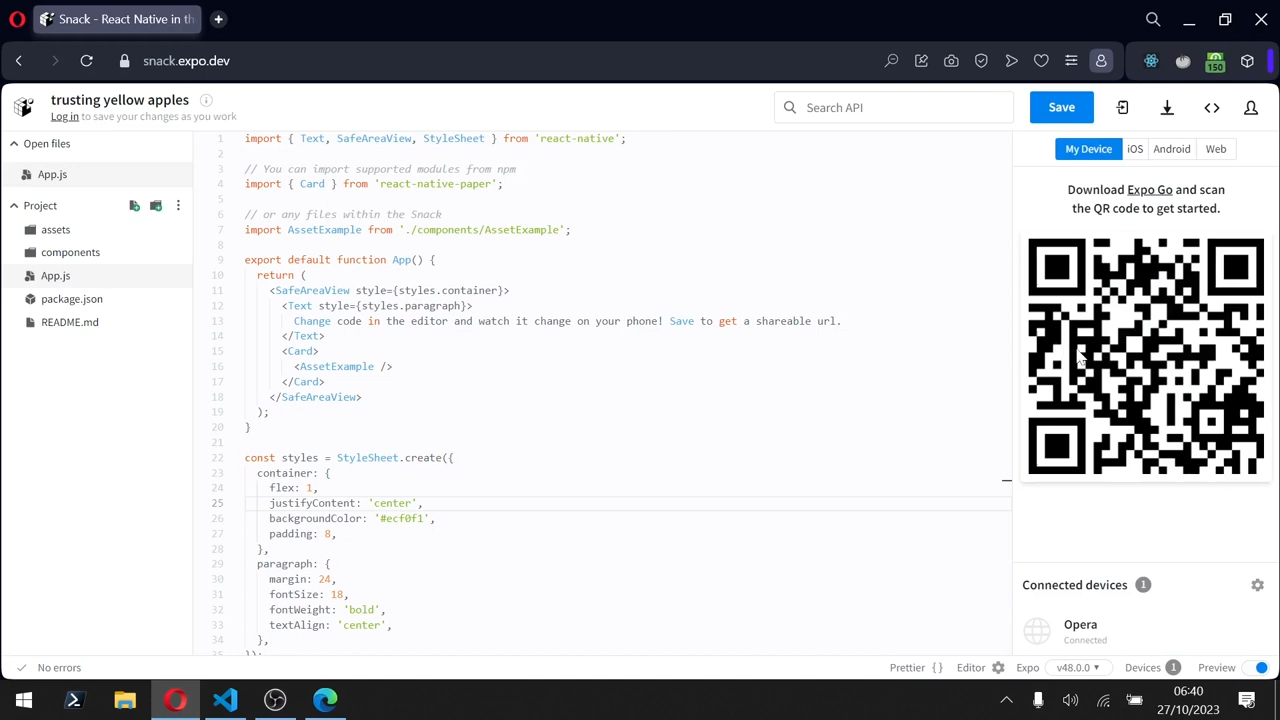 Snack - React Native in th
snack.expo.dev
150
trusting yellow apples
Log in to save your changes as you work
Search API
Save
Open files
App.js
Project
assets
components
App.js
package.json
README.md
1 import { Text, SafeAreaView, StyleSheet } from 'react-native';
2
3 // You can import supported modules from npm
4 import { Card } from 'react-native-paper';
5
6 // or any files within the Snack
7 import AssetExample from './components/AssetExample';
8
9 export default function App() {
10 return (
11 <SafeAreaView style={styles.container}>
12 <Text style={styles.paragraph}>
13 Change code in the editor and watch it change on your phone! Save to get a shareable url.
14 </Text>
15 <Card>
16 <AssetExample />
17 </Card>
18 </SafeAreaView>
19 );
20 }
21
22 const styles = StyleSheet.create({
23 container: {
24 flex: 1,
25 justifyContent: 'center',
26 backgroundColor: '#ecf0f1',
27 padding: 8,
28 },
29 paragraph: {
30 margin: 24,
31 fontSize: 18,
32 fontWeight: 'bold',
33 textAlign: 'center',
34 },
35 });
My Device iOS Android Web
Download Expo Go and scan
the QR code to get started.
Connected devices 1
Opera
Connected
No errors
Prettier {} Editor Expo v48.0.0 Devices 1 Preview
06:40
27/10/2023